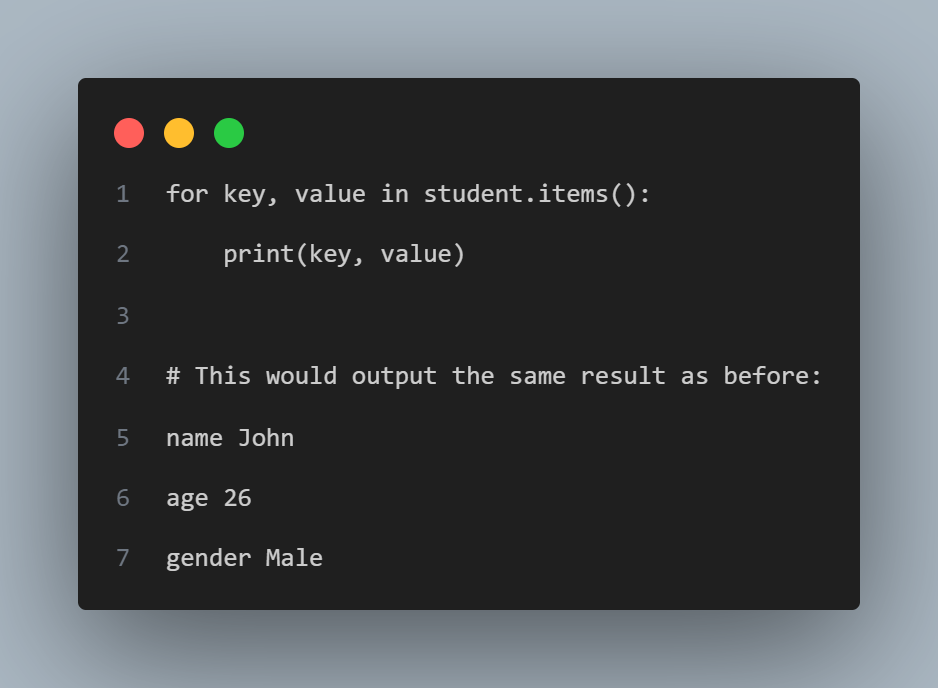 1 for key, value in student.items():
2     print(key, value)
3
4 # This would output the same result as before:
5 name John
6 age 26
7 gender Male